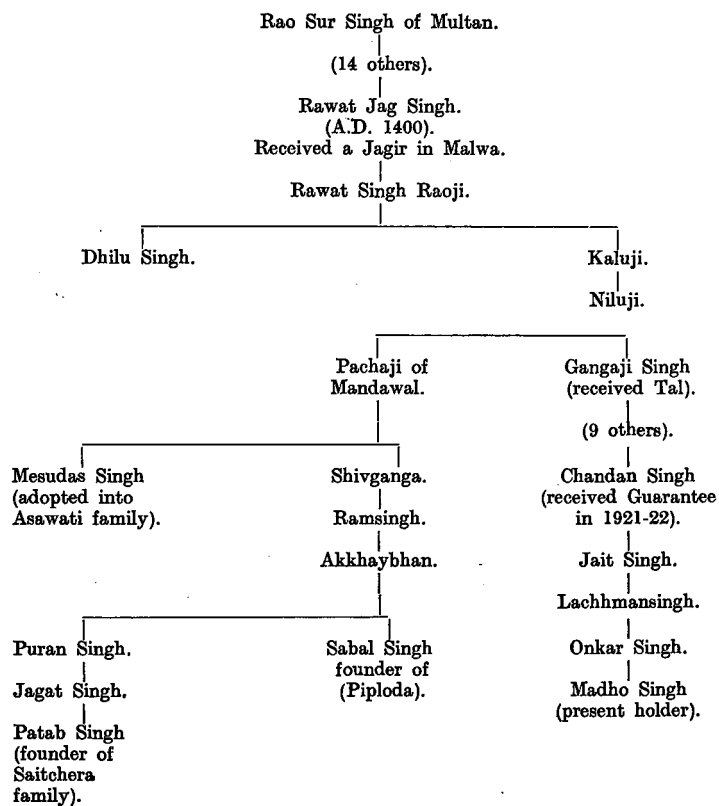 Rao Sur Singh of Multan.
(14 others).
Rawat Jag Singh.
(A.D. 1400).
Received a Jagir in Malwa.
Rawat Singh Raoji.
Dhilu Singh.
Kaluji.
Niluji.
Pachaji of
Mandawal.
Gangaji Singh
(received Tal).
(9 others).
Mesudas Singh
(adopted into
Asawati family).
Shivganga.
Chandan Singh
(received Guarantee
in 1921-22).
Ramsingh.
Akkhaybhan.
Jait Singh.
Lachhmansingh.
Puran Singh.
Sabal Singh
founder of
(Piploda).
Onkar Singh.
Jagat Singh.
Madho Singh
(present holder).
Patab Singh
(founder of
Saitchera
family).